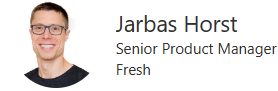 Jarbas Horst
Senior Product Manager
Fresh